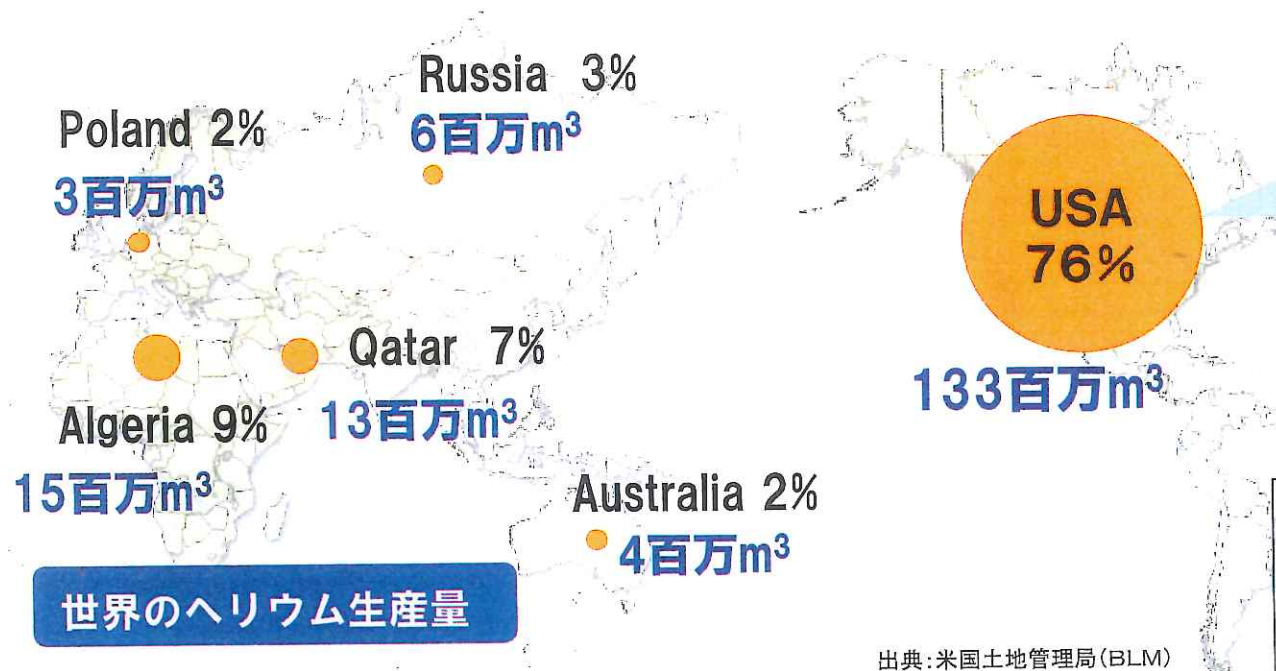 Russia 3%
6百万m³
Poland 2%
3百万m³
USA
76%
133百万m³
Qatar 7%
13百万m³
Algeria 9%
15百万m³
Australia 2%
4百万m³
世界のヘリウム生産量
出典:米国土地管理局(BLM)